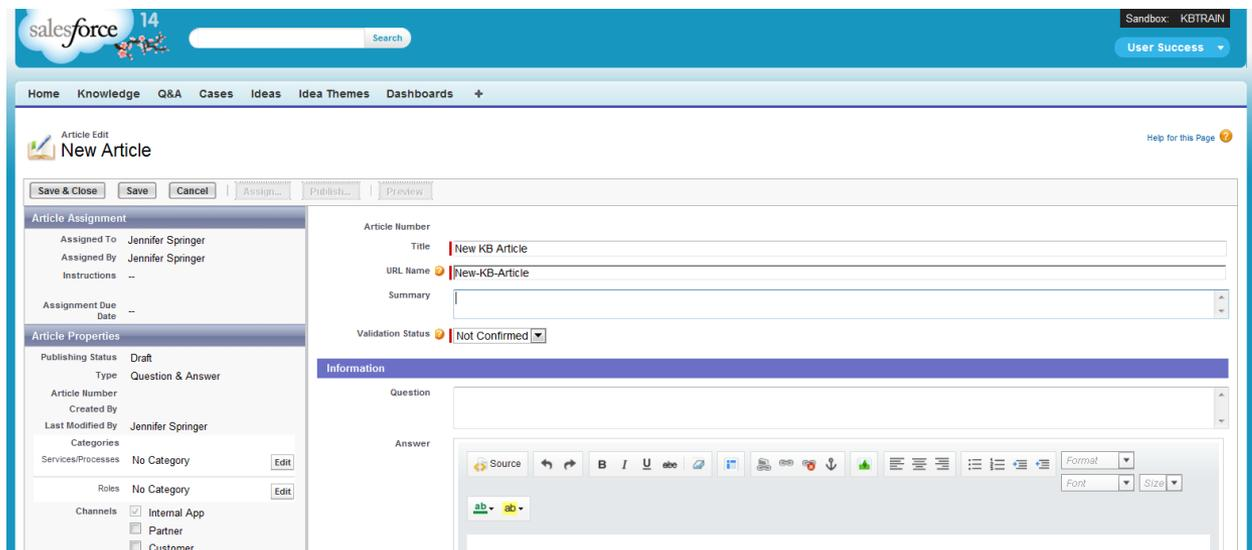 salesforce
14
Search
Sandbox: KBTRAIN
User Success
Home Knowledge Q&A Cases Ideas Idea Themes Dashboards +
Article Edit
New Article
Help for this Page ?
Save & Close Save Cancel Assign... Publish... Preview
Article Assignment
Assigned To Jennifer Springer
Assigned By Jennifer Springer
Instructions --
Assignment Due
Date --
Article Properties
Publishing Status Draft
Type Question & Answer
Article Number
Created By
Last Modified By Jennifer Springer
Categories
Services/Processes No Category Edit
Roles No Category Edit
Channels Internal App
Partner
Customer
Article Number
Title New KB Article
URL Name ? New-KB-Article
Summary
Validation Status ? Not Confirmed
Information
Question
Answer
Source B I U abc Format
Font Size
ab ab